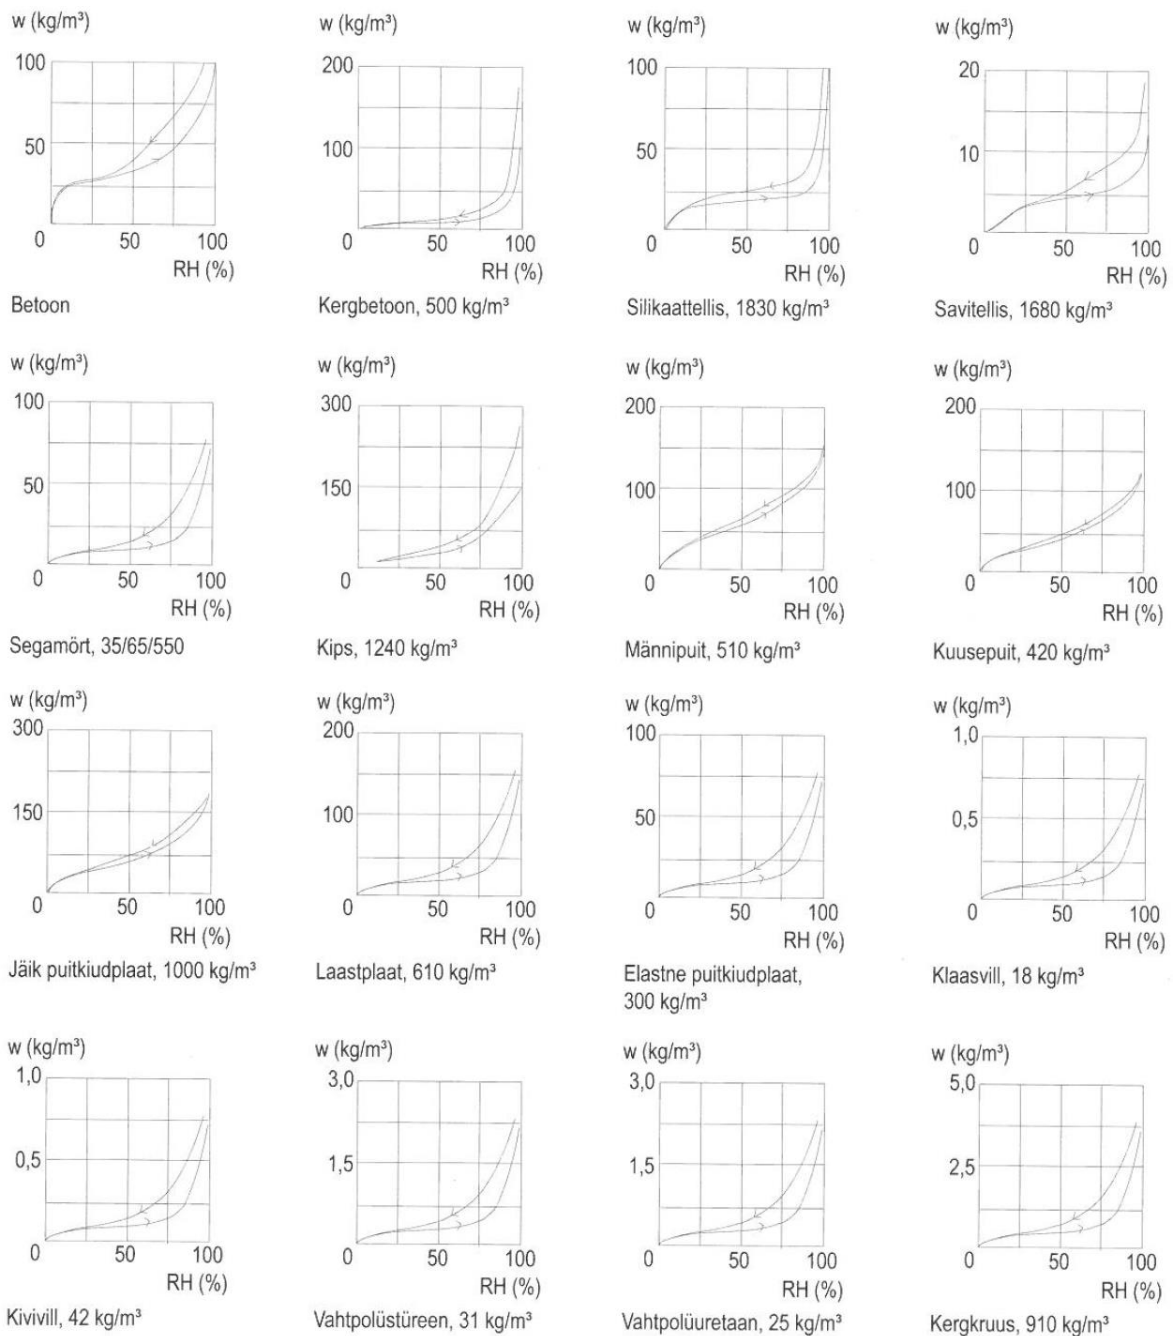 w (kg/m³)
100
50
0
50
100
RH (%)
Betoon
w (kg/m³)
200
100
0
50
100
RH (%)
Kergbetoon, 500 kg/m³
w (kg/m³)
100
50
0
50
100
RH (%)
Silikaattellis, 1830 kg/m³
w (kg/m³)
20
10
0
50
100
RH (%)
Savitellis, 1680 kg/m³
w (kg/m³)
100
50
0
50
100
RH (%)
Segamört, 35/65/550
w (kg/m³)
300
150
0
50
100
RH (%)
Kips, 1240 kg/m³
w (kg/m³)
200
100
0
50
100
RH (%)
Männipuit, 510 kg/m³
w (kg/m³)
200
100
0
50
100
RH (%)
Kuusepuit, 420 kg/m³
w (kg/m³)
300
150
0
50
100
RH (%)
Jäik puitkiudplaat, 1000 kg/m³
w (kg/m³)
200
100
0
50
100
RH (%)
Laastplaat, 610 kg/m³
w (kg/m³)
100
50
0
50
100
RH (%)
Elastne puitkiudplaat,
300 kg/m³
w (kg/m³)
1,0
0,5
0
50
100
RH (%)
Klaasvill, 18 kg/m³
w (kg/m³)
1,0
0,5
0
50
100
RH (%)
Kivivill, 42 kg/m³
w (kg/m³)
3,0
1,5
0
50
100
RH (%)
Vahtpolüstüreen, 31 kg/m³
w (kg/m³)
3,0
1,5
0
50
100
RH (%)
Vahtpolüuretaan, 25 kg/m³
w (kg/m³)
5,0
2,5
0
50
100
RH (%)
Kergkruus, 910 kg/m³